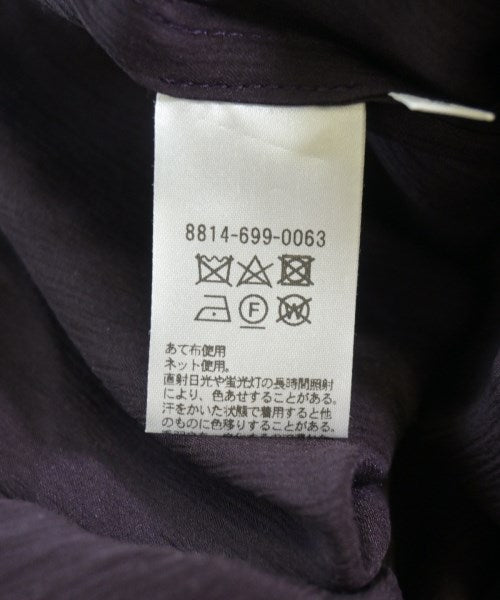 8814-699-0063
F W
あて布使用
ネット使用。
直射日光や蛍光灯の長時間照射
により、色あせすることがある。
汗をかいた状態で着用すると他
のものに色移りすることがある。